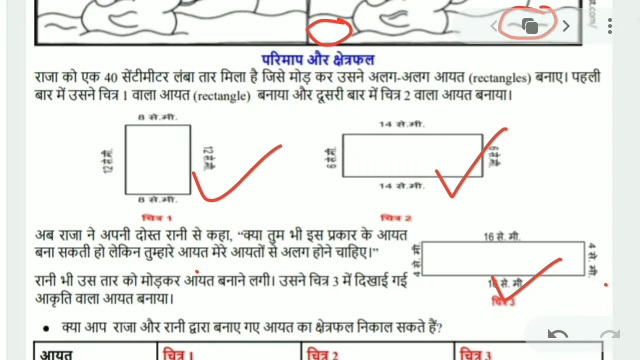 परिमाप और क्षेत्रफल
राजा को एक 40 सेंटीमीटर लंबा तार मिला है जिसे मोड़ कर उसने अलग-अलग आयत (rectangles) बनाए। पहली
बार में उसने चित्र 1 वाला आयत (rectangle) बनाया और दूसरी बार में चित्र 2 वाला आयत बनाया।
8 से.मी.
12 से.मी.
12 से.मी.
8 से.मी.
चित्र 1
14 से.मी.
6 से.मी.
6 से.मी.
14 से.मी.
चित्र 2
अब राजा ने अपनी दोस्त रानी से कहा, “क्या तुम भी इस प्रकार के आयत
बना सकती हो लेकिन तुम्हारे आयत मेरे आयतों से अलग होने चाहिए।”
रानी भी उस तार को मोड़कर आयत बनाने लगी। उसने चित्र 3 में दिखाई गई
आकृति वाला आयत बनाया।
16 से. मी.
4 से. मी.
4 से. मी.
से. मी.
चित्र 3
• क्या आप राजा और रानी द्वारा बनाए गए आयत का क्षेत्रफल निकाल सकते हैं?
आयत चित्र 1 चित्र 2 चित्र 3